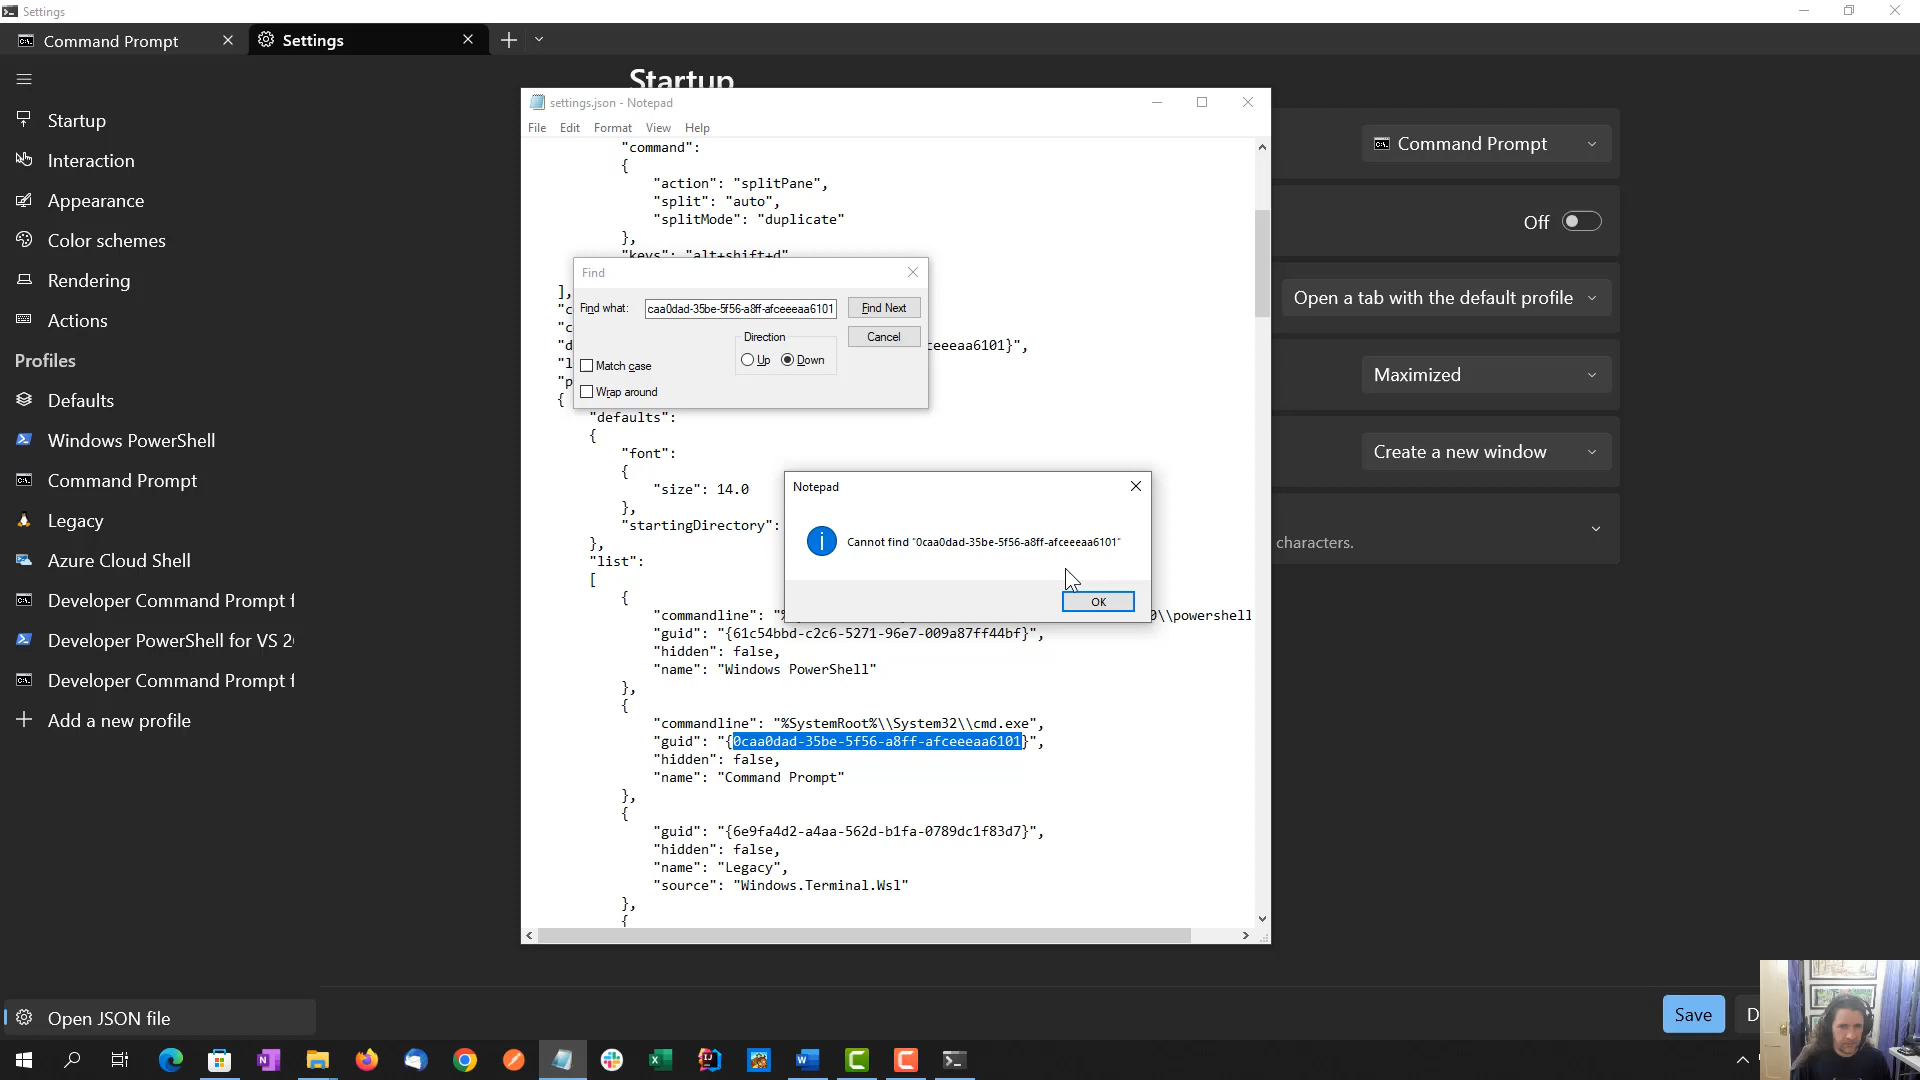 Settings
Command Prompt
Settings
Startup
Interaction
Appearance
Color schemes
Rendering
Actions
Profiles
Defaults
Windows PowerShell
Command Prompt
Legacy
Azure Cloud Shell
Developer Command Prompt f
Developer PowerShell for VS 20
Developer Command Prompt f
Add a new profile
Open JSON file
Startup
Command Prompt
Off
Open a tab with the default profile
Maximized
Create a new window
characters.
Save
D
settings.json - Notepad
File Edit Format View Help
"command":
{
"action": "splitPane",
"split": "auto",
"splitMode": "duplicate"
},
"keys": "alt+shift+d"
],
"c
"c
"d ceeeaa6101}",
"l
"p
{
"defaults":
{
"font":
{
"size": 14.0
},
"startingDirectory":
},
"list":
[
{
"commandline": "% 0\\powershell
"guid": "{61c54bbd-c2c6-5271-96e7-009a87ff44bf}",
"hidden": false,
"name": "Windows PowerShell"
},
{
"commandline": "%SystemRoot%\\System32\\cmd.exe",
"guid": "{0caa0dad-35be-5f56-a8ff-afceeeaa6101}",
"hidden": false,
"name": "Command Prompt"
},
{
"guid": "{6e9fa4d2-a4aa-562d-b1fa-0789dc1f83d7}",
"hidden": false,
"name": "Legacy",
"source": "Windows.Terminal.Wsl"
},
{
Find
Find what: caa0dad-35be-5f56-a8ff-afceeeaa6101 Find Next
Direction Cancel
Up Down
Match case
Wrap around
Notepad
Cannot find "0caa0dad-35be-5f56-a8ff-afceeeaa6101"
OK